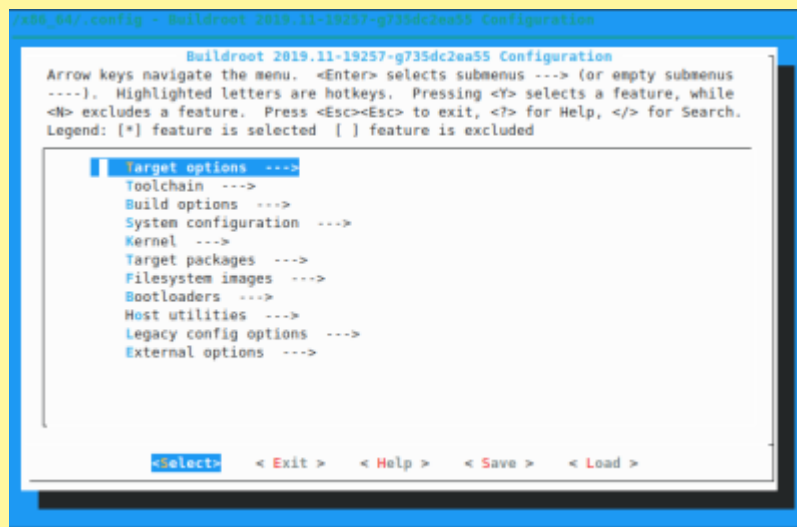 /x86_64/.config - Buildroot 2019.11-19257-g735dc2ea55 Configuration
Buildroot 2019.11-19257-g735dc2ea55 Configuration
Arrow keys navigate the menu.  <Enter> selects submenus ---> (or empty submenus
----).  Highlighted letters are hotkeys.  Pressing <Y> selects a feature, while
<N> excludes a feature.  Press <Esc><Esc> to exit, <?> for Help, </> for Search.
Legend: [*] feature is selected  [ ] feature is excluded
Target options  --->
Toolchain  --->
Build options  --->
System configuration  --->
Kernel  --->
Target packages  --->
Filesystem images  --->
Bootloaders  --->
Host utilities  --->
Legacy config options  --->
External options  --->
<Select>    < Exit >    < Help >    < Save >    < Load >